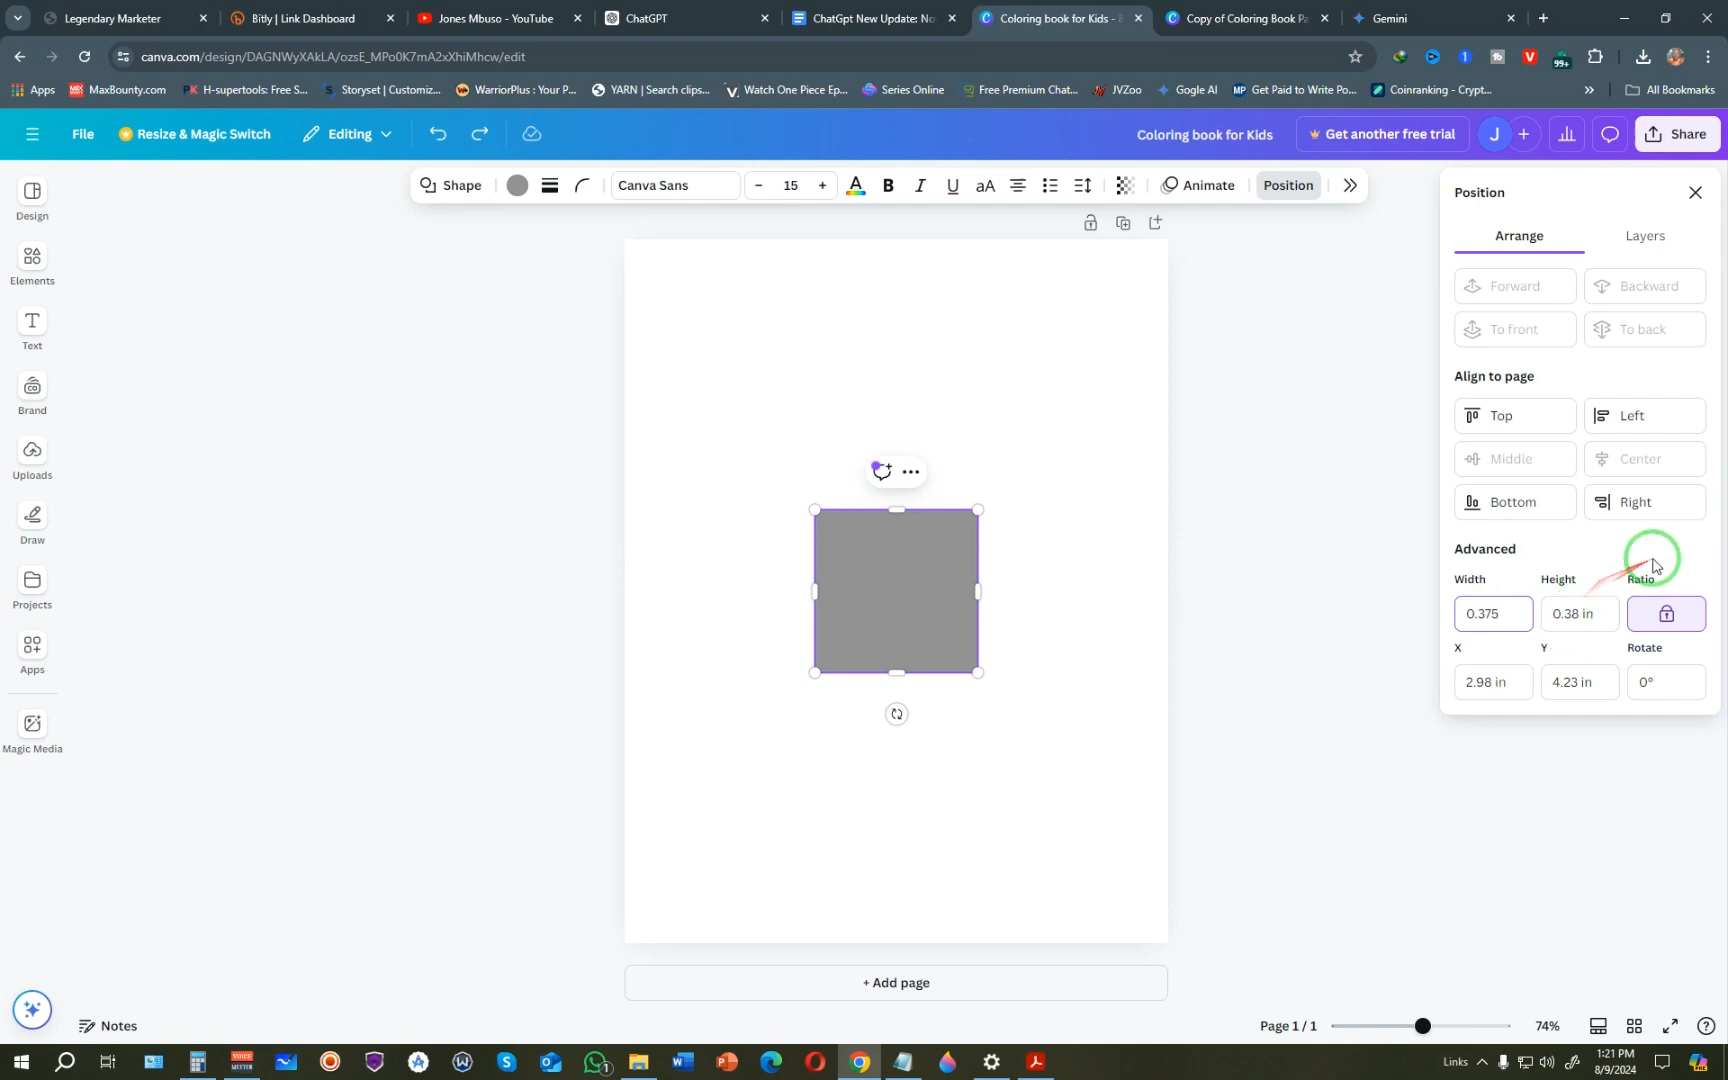 Legendary Marketer
Bitly | Link Dashboard
Jones Mbuso - YouTube
ChatGPT
ChatGpt New Update: No
Coloring book for Kids - 8
Copy of Coloring Book Pa
Gemini
canva.com/design/DAGNWyXAkLA/ozsE_MPo0K7mA2xXhiMhcw/edit
99+
Apps
MaxBounty.com
H-supertools: Free S...
Storyset | Customiz...
WarriorPlus : Your P...
YARN | Search clips...
Watch One Piece Ep...
Series Online
Free Premium Chat...
JVZoo
Gogle AI
Get Paid to Write Po...
Coinranking - Crypt...
All Bookmarks
File
Resize & Magic Switch
Editing
Coloring book for Kids
Get another free trial
J
Share
Shape
Canva Sans
15
B
I
U
aA
Animate
Position
Design
Elements
Text
Brand
Uploads
Draw
Projects
Apps
Magic Media
Position
Arrange
Layers
Forward
Backward
To front
To back
Align to page
Top
Left
Middle
Center
Bottom
Right
Advanced
Width
Height
Ratio
0.375
0.38 in
X
Y
Rotate
2.98 in
4.23 in
0°
+ Add page
Notes
Page 1 / 1
74%
Links
1:21 PM
8/9/2024